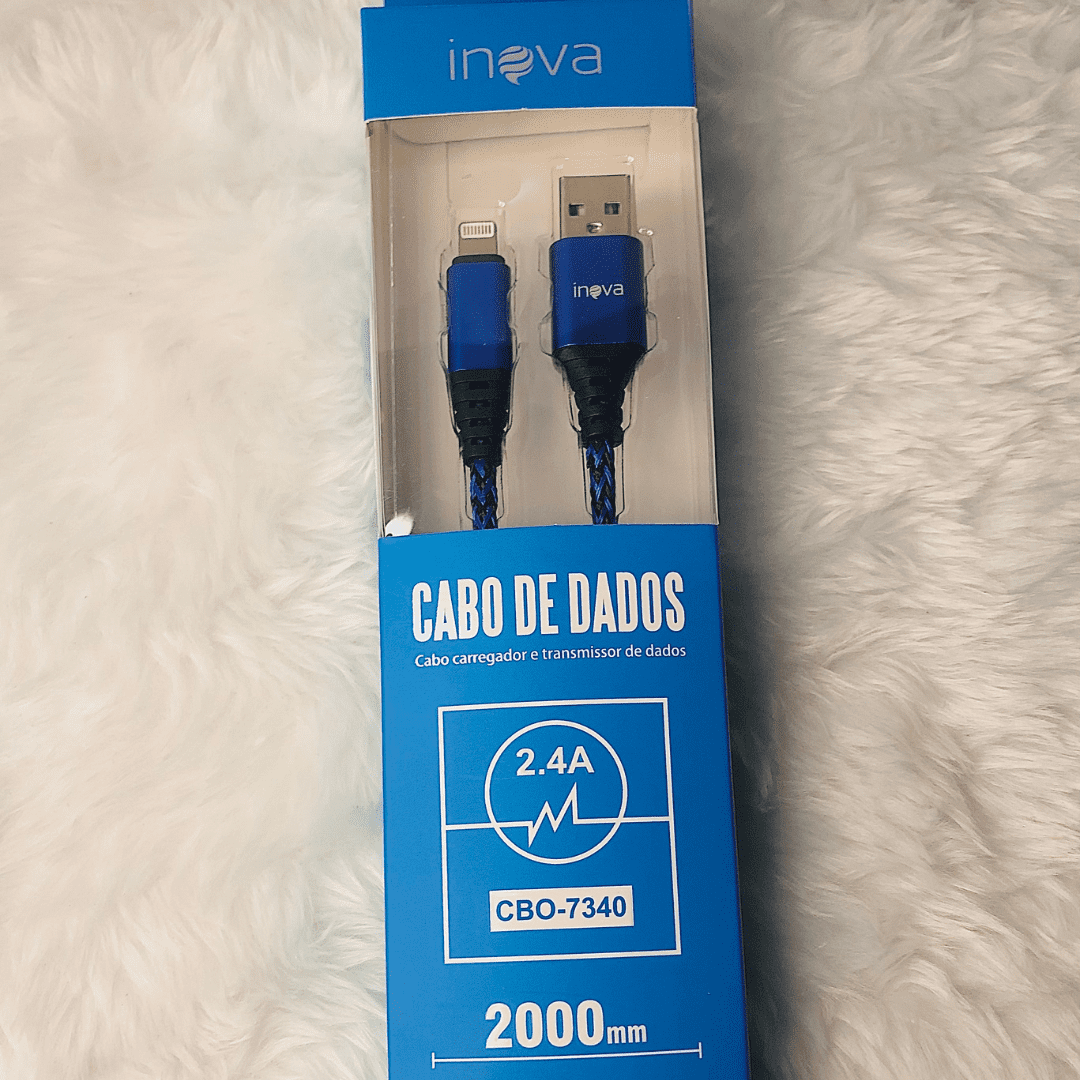 inova
inova
CABO DE DADOS
Cabo carregador e transmissor de dados
2.4A
CBO-7340
2000mm